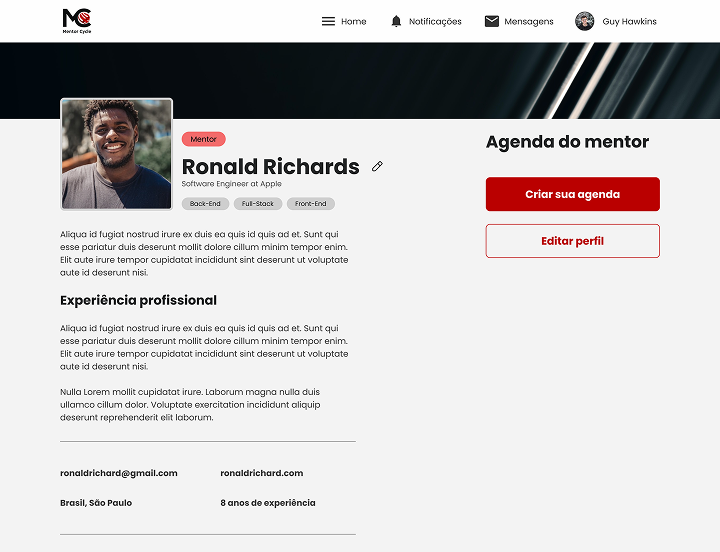 MC
Mentor Cycle
Home
Notificações
Mensagens
Guy Hawkins
Mentor
Ronald Richards
Software Engineer at Apple
Back-End
Full-Stack
Front-End
Aliqua id fugiat nostrud irure ex duis ea quis id quis ad et. Sunt qui
esse pariatur duis deserunt mollit dolore cillum minim tempor enim.
Elit aute irure tempor cupidatat incididunt sint deserunt ut voluptate
aute id deserunt nisi.
Experiência profissional
Aliqua id fugiat nostrud irure ex duis ea quis id quis ad et. Sunt qui
esse pariatur duis deserunt mollit dolore cillum minim tempor enim.
Elit aute irure tempor cupidatat incididunt sint deserunt ut voluptate
aute id deserunt nisi.
Nulla Lorem mollit cupidatat irure. Laborum magna nulla duis
ullamco cillum dolor. Voluptate exercitation incididunt aliquip
deserunt reprehenderit elit laborum.
ronaldrichard@gmail.com
ronaldrichard.com
Brasil, São Paulo
8 anos de experiência
Agenda do mentor
Criar sua agenda
Editar perfil